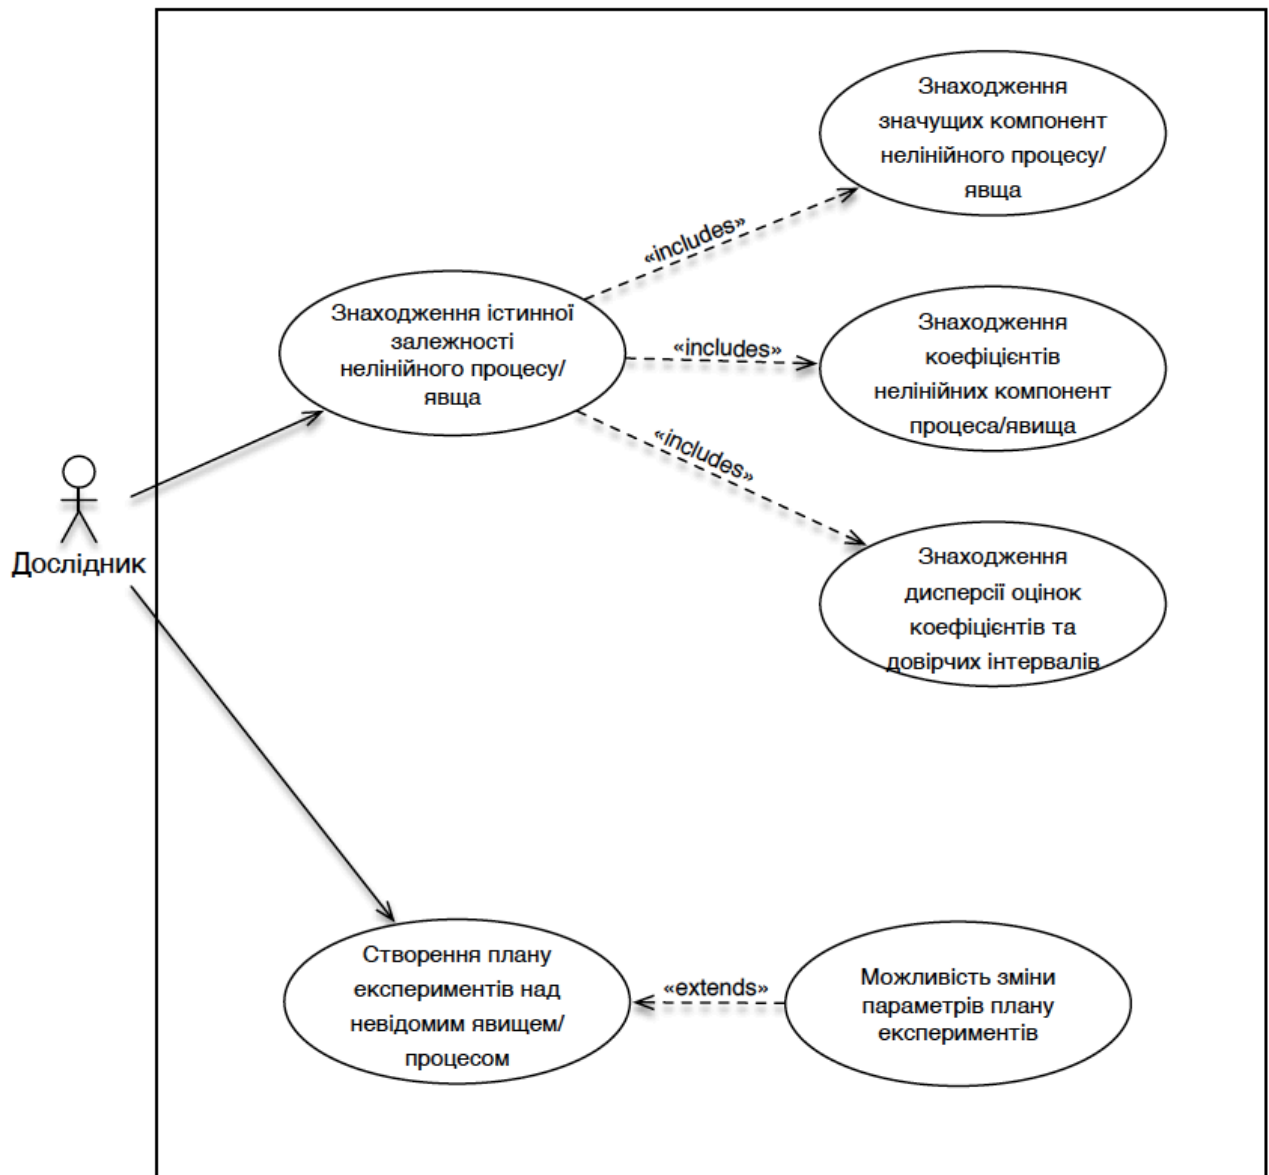 Знаходження
значущих компонент
нелінійного процесу/
явща
«includes»
Знаходження істинної
залежності
нелінійного процесу/
явща
«includes»
Знаходження
коефіцієнтів
нелінійних компонент
процеса/явища
«includes»
Дослідник
Знаходження
дисперсії оцінок
коефіцієнтів та
довірчих інтервалів
Створення плану
експериментів над
невідомим явищем/
процесом
«extends»
Можливість зміни
параметрів плану
експериментів